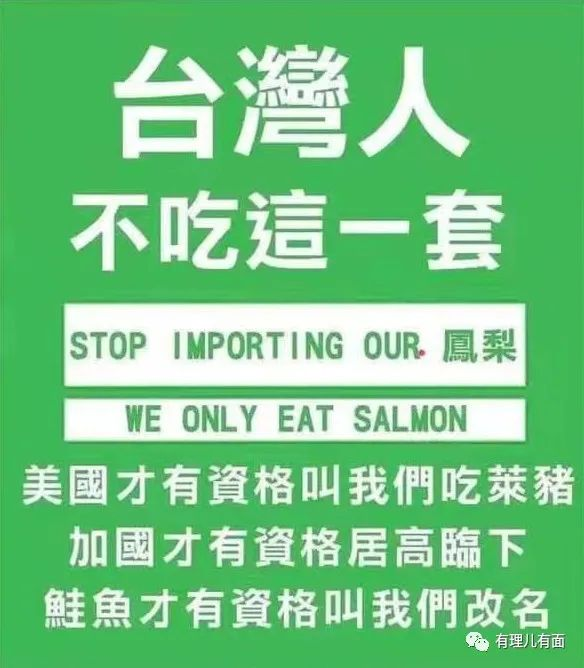 台灣人
不吃這一套
STOP IMPORTING OUR 鳳梨
WE ONLY EAT SALMON
美國才有資格叫我們吃萊豬
加國才有資格居高臨下
鮭魚才有資格叫我們改名
有理儿有面